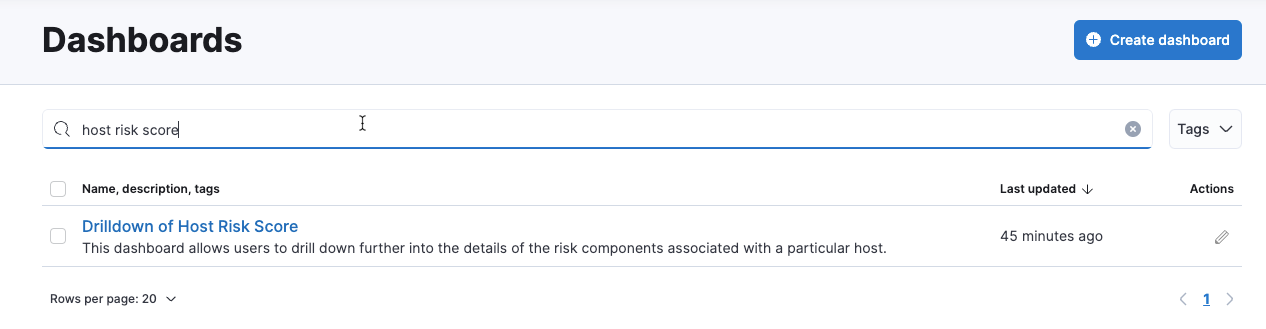 Dashboards
Create dashboard
host risk score
Tags
Name, description, tags
Last updated
Actions
Drilldown of Host Risk Score
This dashboard allows users to drill down further into the details of the risk components associated with a particular host.
45 minutes ago
Rows per page: 20
1